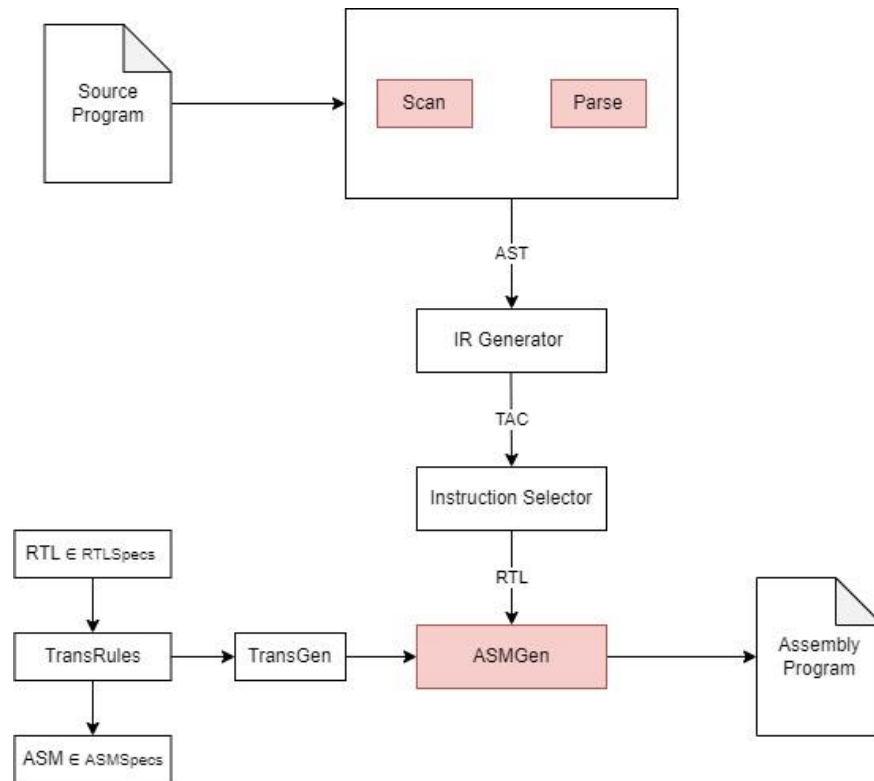 Source
Program
Scan
Parse
AST
IR Generator
TAC
Instruction Selector
RTL ∈ RTLSpecs
RTL
TransRules
TransGen
ASMGen
Assembly
Program
ASM ∈ ASMSpecs